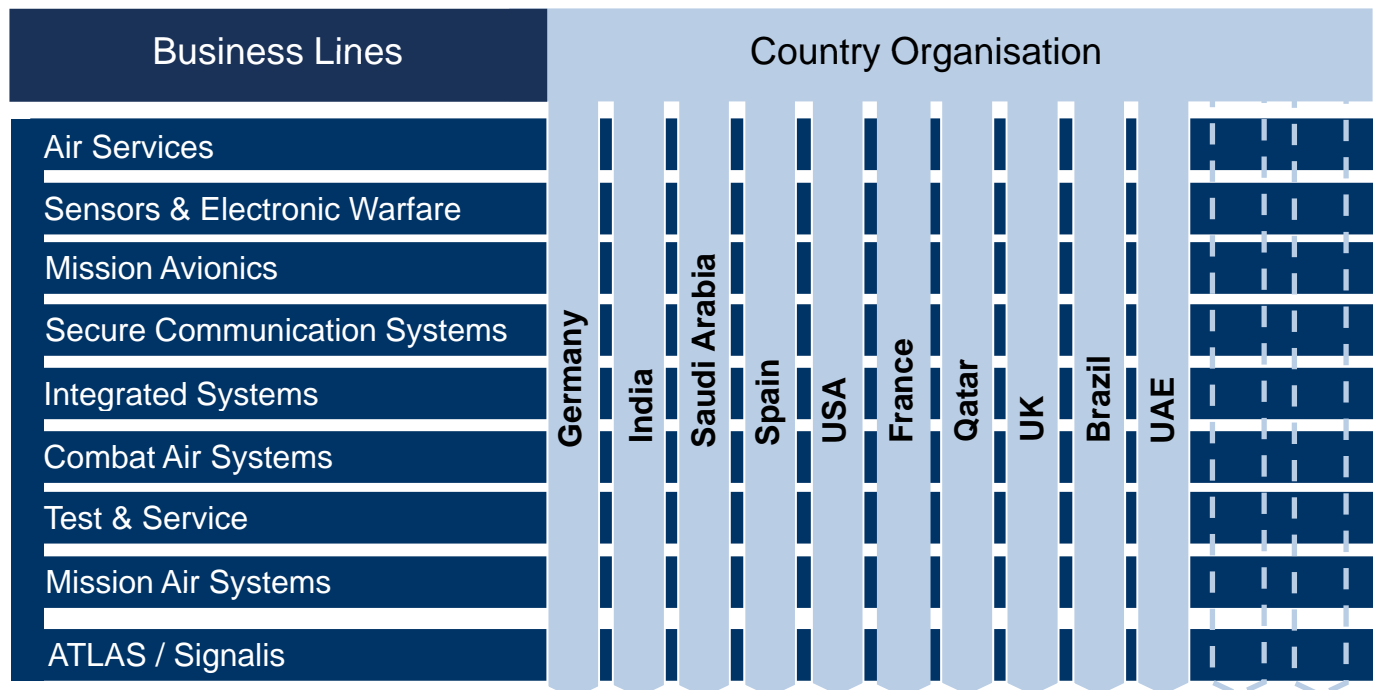 Business Lines
Country Organisation
Air Services
Sensors & Electronic Warfare
Mission Avionics
Secure Communication Systems
Integrated Systems
Combat Air Systems
Test & Service
Mission Air Systems
ATLAS / Signalis
Germany
India
Saudi Arabia
Spain
USA
France
Qatar
UK
Brazil
UAE